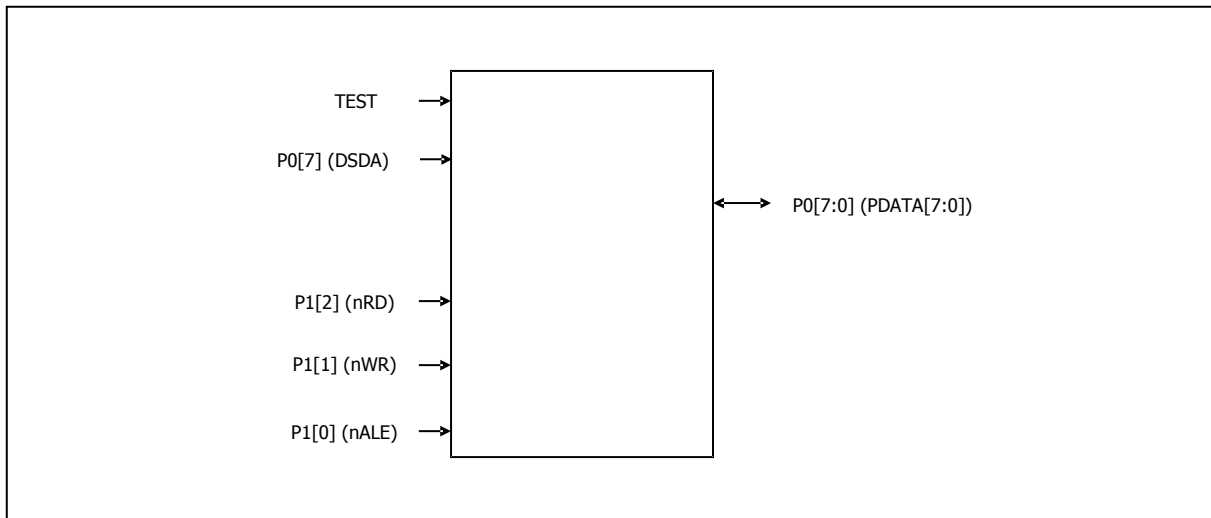 TEST
P0[7] (DSDA)
P0[7:0] (PDATA[7:0])
P1[2] (nRD)
P1[1] (nWR)
P1[0] (nALE)